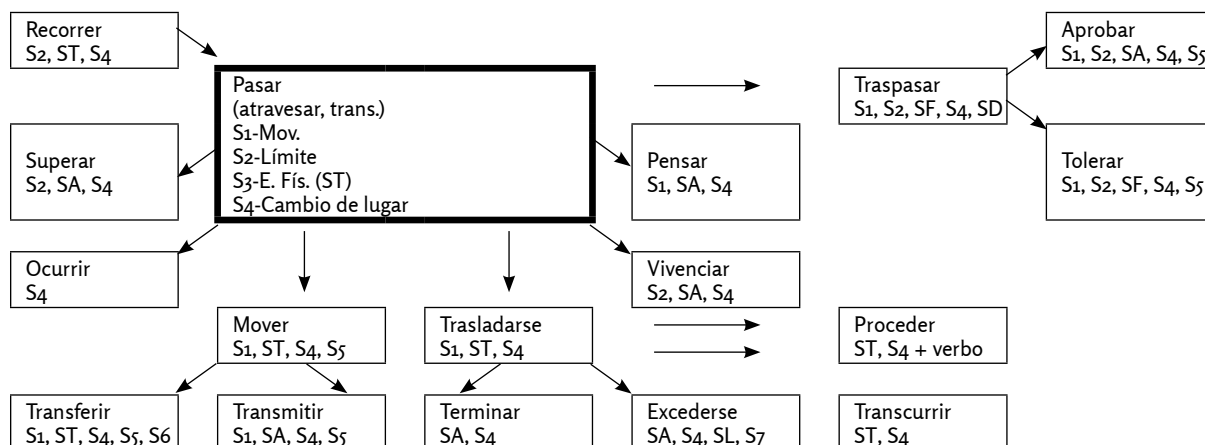 Recorrer
S2, ST, S4
Aprobar
S1, S2, SA, S4, S5
Pasar
(atravesar, trans.)
S1-Mov.
S2-Límite
S3-E. Fís. (ST)
S4-Cambio de lugar
Traspasar
S1, S2, SF, S4, SD
Superar
S2, SA, S4
Pensar
S1, SA, S4
Tolerar
S1, S2, SF, S4, S5
Ocurrir
S4
Vivenciar
S2, SA, S4
Mover
S1, ST, S4, S5
Trasladarse
S1, ST, S4
Proceder
ST, S4 + verbo
Transferir
S1, ST, S4, S5, S6
Transmitir
S1, SA, S4, S5
Terminar
SA, S4
Excederse
SA, S4, SL, S7
Transcurrir
ST, S4